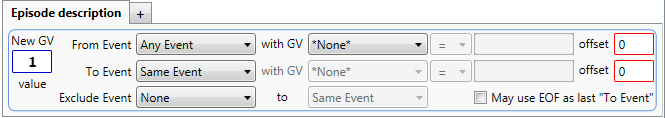 Episode description +
New GV From Event Any Event with GV *None* = offset 0
1 To Event Same Event with GV *None* = offset 0
value Exclude Event None to Same Event May use EOF as last "To Event"